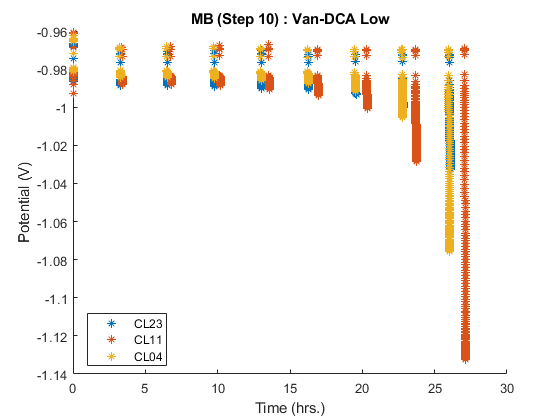 MB (Step 10) : Van-DCA Low
-0.96
-0.98
-1
-1.02
-1.04
-1.06
-1.08
-1.1
-1.12
-1.14
Potential (V)
CL23
CL11
CL04
0 5 10 15 20 25 30
Time (hrs.)